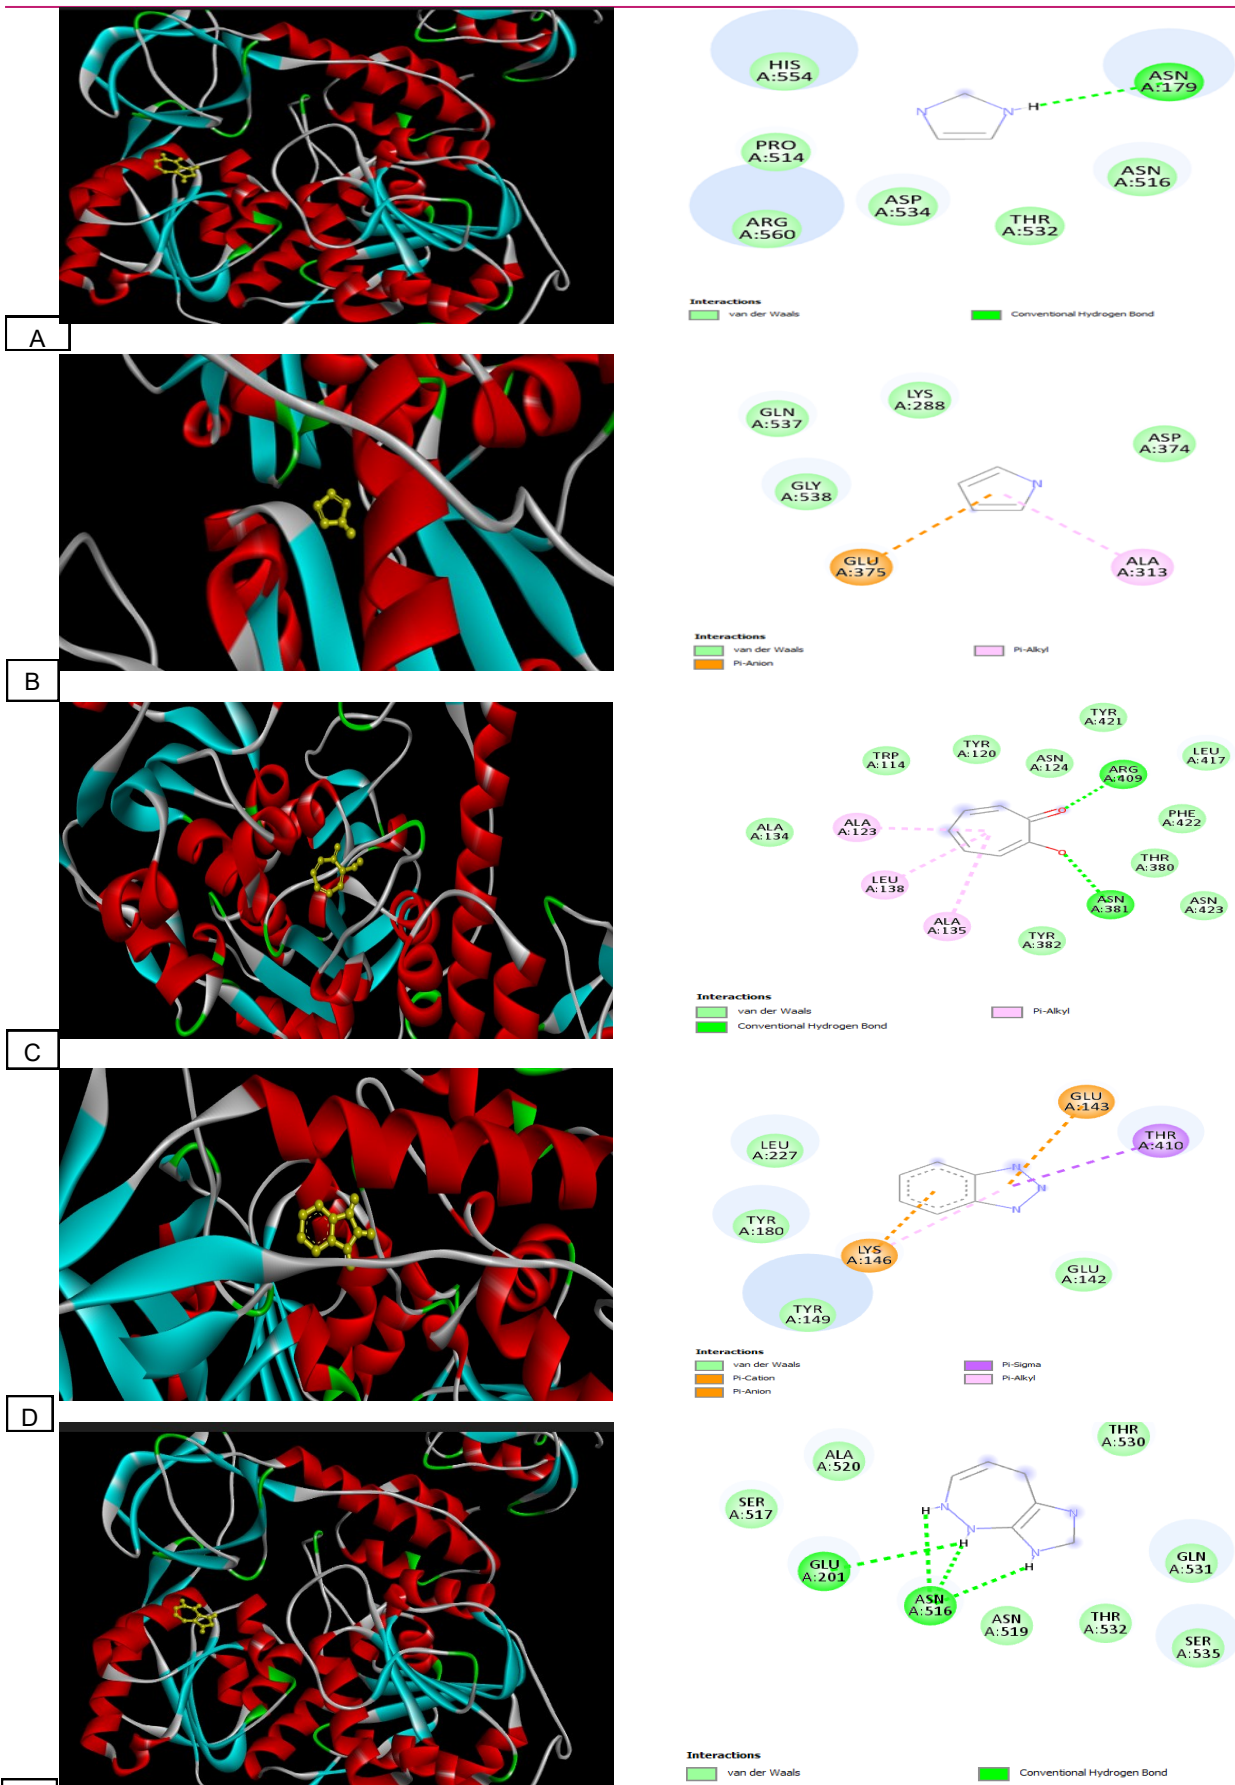 HIS
A:554
ASN
A:179
N
N
H
PRO
A:514
ASN
A:516
ASP
A:534
ARG
A:560
THR
A:532
Interactions
van der Waals
Conventional Hydrogen Bond
A
LYS
A:288
GLN
A:537
ASP
A:374
GLY
A:538
N
GLU
A:375
ALA
A:313
Interactions
van der Waals
Pi-Anion
Pi-Alkyl
B
TYR
A:421
TRP
A:114
TYR
A:120
ASN
A:124
LEU
A:417
ARG
A:409
O
PHE
A:422
ALA
A:134
ALA
A:123
O
THR
A:380
LEU
A:138
ASN
A:381
ASN
A:423
ALA
A:135
TYR
A:382
Interactions
van der Waals
Conventional Hydrogen Bond
Pi-Alkyl
C
GLU
A:143
THR
A:410
LEU
A:227
N
N
N
TYR
A:180
LYS
A:146
GLU
A:142
TYR
A:149
Interactions
van der Waals
Pi-Cation
Pi-Anion
Pi-Sigma
Pi-Alkyl
D
THR
A:530
ALA
A:520
SER
A:517
H
N
N
H
N
N
H
GLU
A:201
GLN
A:531
ASN
A:516
ASN
A:519
THR
A:532
SER
A:535
Interactions
van der Waals
Conventional Hydrogen Bond